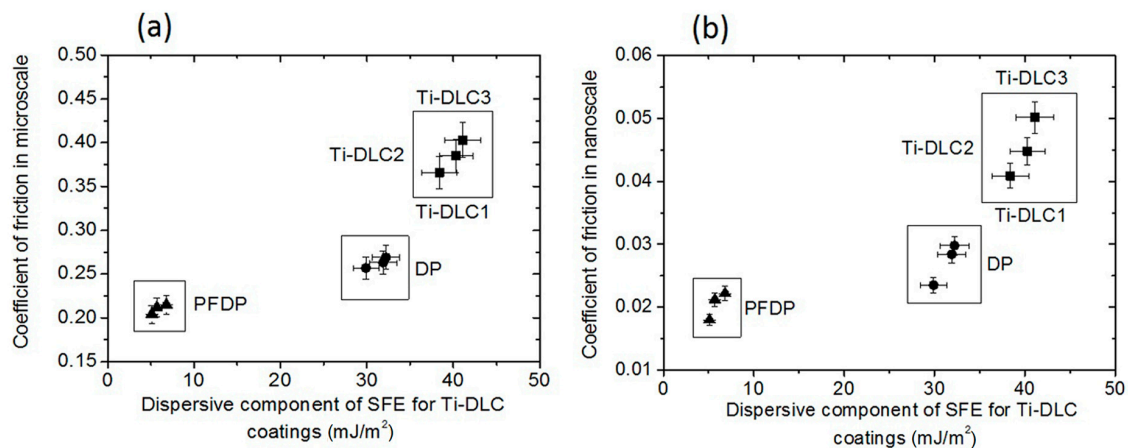 (a)
Coefficient of friction in microscale
0.50
0.45
0.40
0.35
0.30
0.25
0.20
0.15
Ti-DLC3
Ti-DLC2
Ti-DLC1
DP
PFDP
0 10 20 30 40 50
Dispersive component of SFE for Ti-DLC
coatings (mJ/m²)
(b)
Coefficient of friction in nanoscale
0.06
0.05
0.04
0.03
0.02
0.01
Ti-DLC3
Ti-DLC2
Ti-DLC1
DP
PFDP
0 10 20 30 40 50
Dispersive component of SFE for Ti-DLC
coatings (mJ/m²)